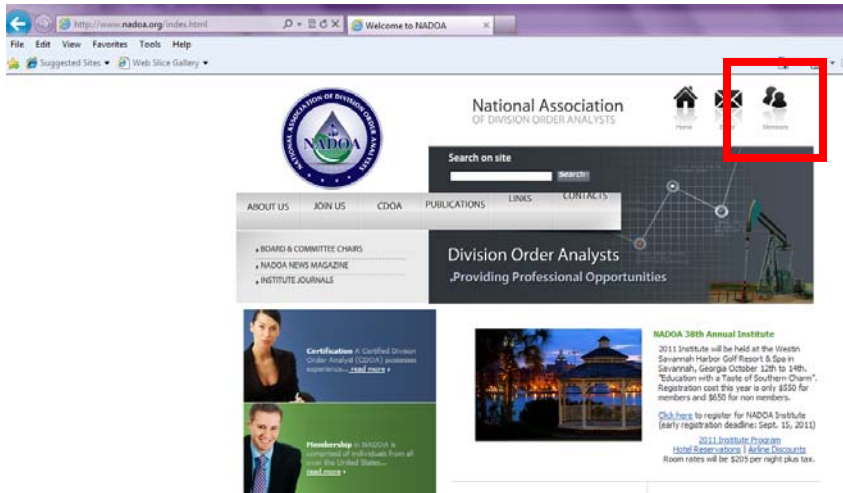 http://www.nadoa.org/index.html
Welcome to NADOA
File Edit View Favorites Tools Help
Suggested Sites Web Slice Gallery
NATIONAL ASSOCIATION OF DIVISION ORDER ANALYSTS
NADOA
National Association
OF DIVISION ORDER ANALYSTS
Home
Members
Search on site
Search
ABOUT US JOIN US CDOA PUBLICATIONS LINKS CONTACTS
BOARD & COMMITTEE CHAIRS
NADOA NEWS MAGAZINE
INSTITUTE JOURNALS
Division Order Analysts
Providing Professional Opportunities
Certification A Certified Division
Order Analyst (CDOA) possesses
experience... read more
Membership in NADOA is
comprised of individuals from all
over the United States...
read more
NADOA 38th Annual Institute
2011 Institute will be held at the Westin
Savannah Harbor Golf Resort & Spa in
Savannah, Georgia October 12th to 14th.
"Education with a Taste of Southern Charm".
Registration cost this year is only $550 for
members and $650 for non members.
Click here to register for NADOA Institute
(early registration deadline: Sept. 15, 2011)
2011 Institute Program
Hotel Reservations | Airline Discounts
Room rates will be $205 per night plus tax.